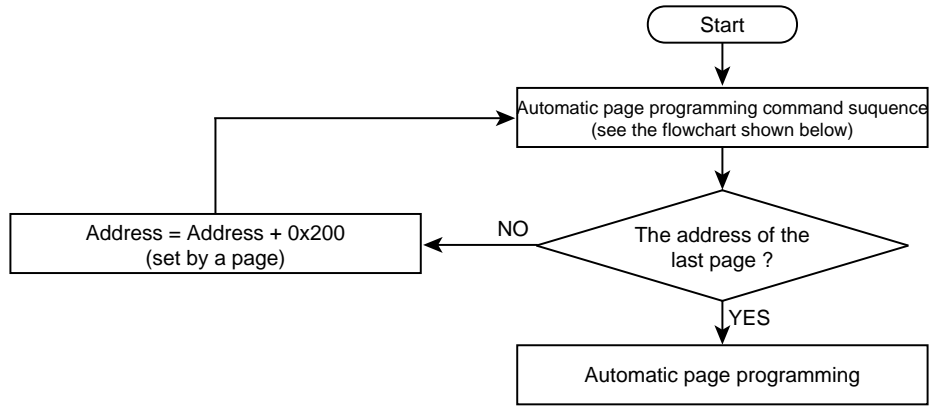 Start
Automatic page programming command suquence
(see the flowchart shown below)
Address = Address + 0x200
(set by a page)
NO
The address of the
last page ?
YES
Automatic page programming